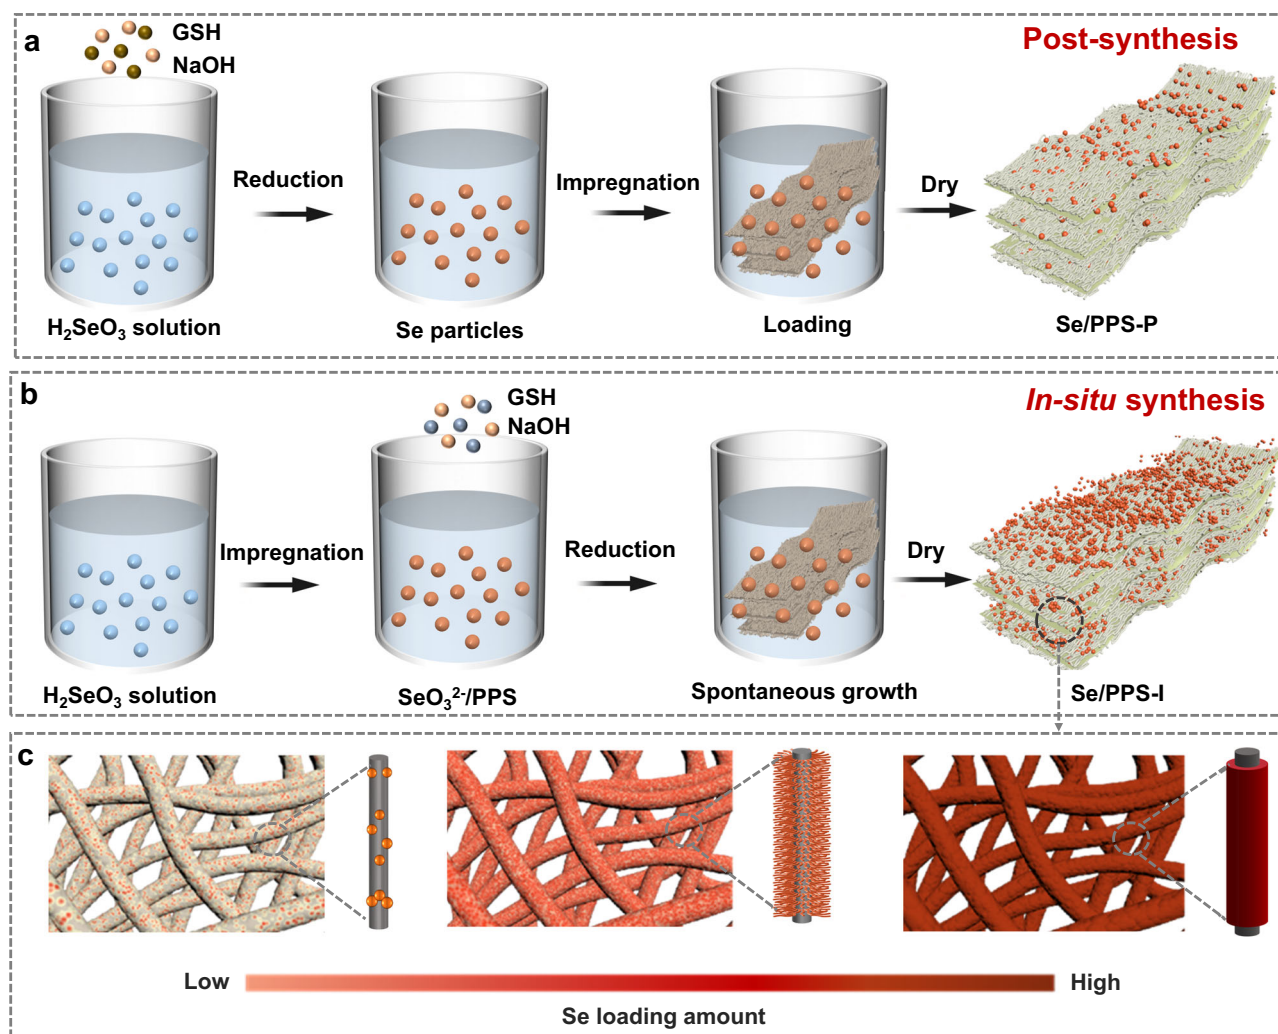 a
GSH
NaOH
Post-synthesis
Reduction
Impregnation
Dry
H₂SeO₃ solution
Se particles
Loading
Se/PPS-P
b
GSH
NaOH
In-situ synthesis
Impregnation
Reduction
Dry
H₂SeO₃ solution
SeO₃²⁻/PPS
Spontaneous growth
Se/PPS-I
c
Low
High
Se loading amount